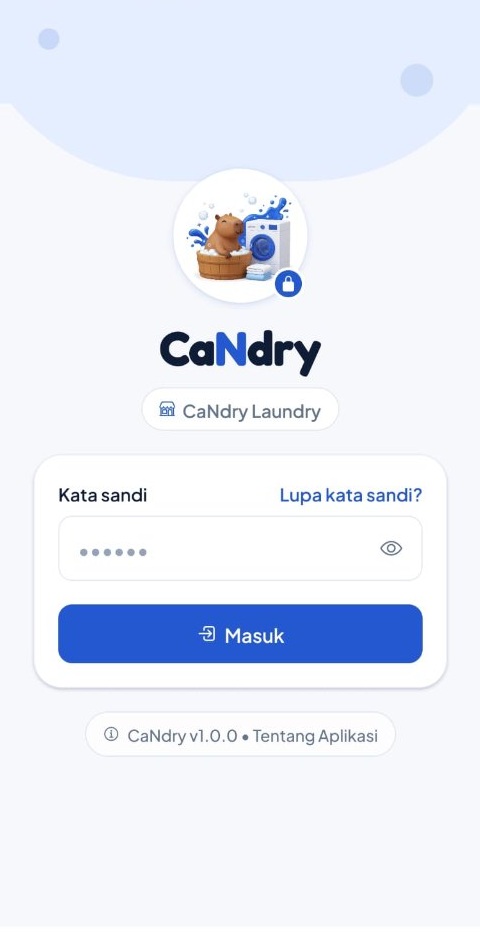 CaNdry
CaNdry Laundry
Kata sandi
Lupa kata sandi?
Masuk
CaNdry v1.0.0 • Tentang Aplikasi